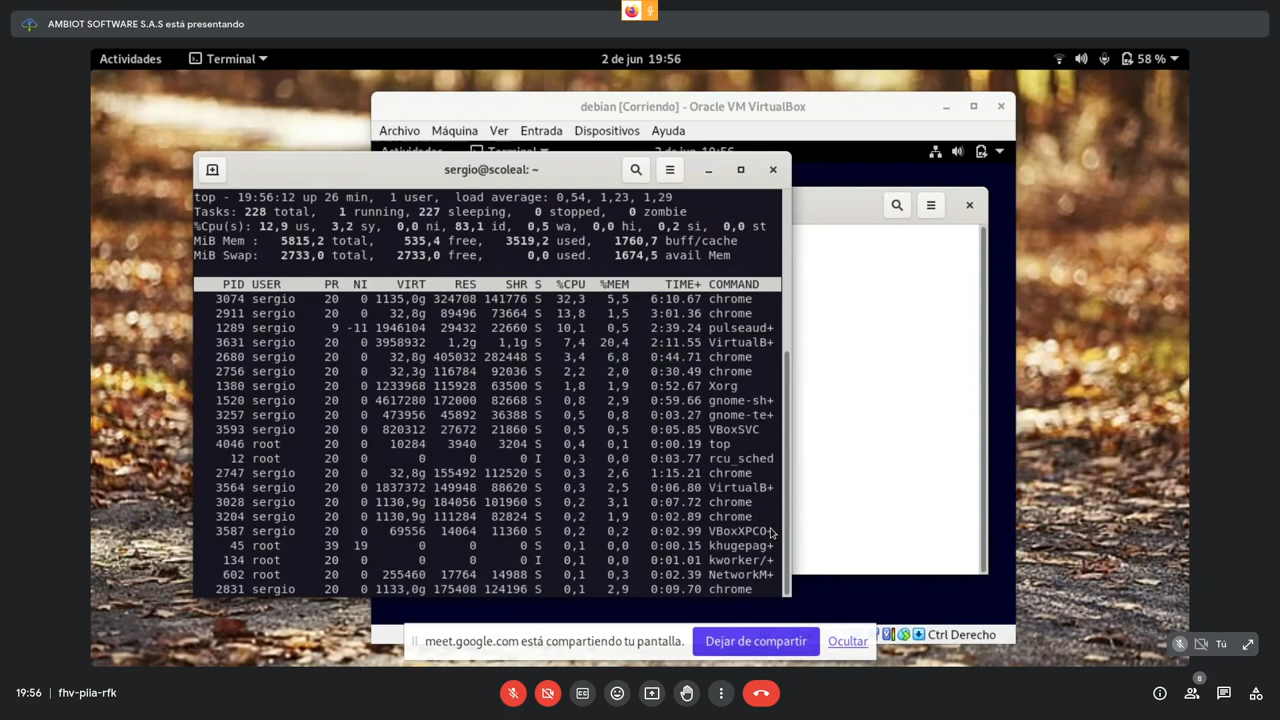 AMBIOT SOFTWARE S.A.S está presentando
Actividades Terminal 2 de jun 19:56 58 %
debian [Corriendo] - Oracle VM VirtualBox
Archivo Máquina Ver Entrada Dispositivos Ayuda
Actividades Terminal 2 de jun 19:56
sergio@scoleal: ~
top - 19:56:12 up 26 min, 1 user, load average: 0,54, 1,23, 1,29
Tasks: 228 total, 1 running, 227 sleeping, 0 stopped, 0 zombie
%Cpu(s): 12,9 us, 3,2 sy, 0,0 ni, 83,1 id, 0,5 wa, 0,0 hi, 0,2 si, 0,0 st
MiB Mem : 5815,2 total, 535,4 free, 3519,2 used, 1760,7 buff/cache
MiB Swap: 2733,0 total, 2733,0 free, 0,0 used. 1674,5 avail Mem
PID USER PR NI VIRT RES SHR S %CPU %MEM TIME+ COMMAND
3074 sergio 20 0 1135,0g 324708 141776 S 32,3 5,5 6:10.67 chrome
2911 sergio 20 0 32,8g 89496 73664 S 13,8 1,5 3:01.36 chrome
1289 sergio 9 -11 1946104 29432 22660 S 10,1 0,5 2:39.24 pulseaud+
3631 sergio 20 0 3958932 1,2g 1,1g S 7,4 20,4 2:11.55 VirtualB+
2680 sergio 20 0 32,8g 405032 282448 S 3,4 6,8 0:44.71 chrome
2756 sergio 20 0 32,3g 116784 92036 S 2,2 2,0 0:30.49 chrome
1380 sergio 20 0 1233968 115928 63500 S 1,8 1,9 0:52.67 Xorg
1520 sergio 20 0 4617280 172000 82668 S 0,8 2,9 0:59.66 gnome-sh+
3257 sergio 20 0 473956 45892 36388 S 0,5 0,8 0:03.27 gnome-te+
3593 sergio 20 0 820312 27672 21860 S 0,5 0,5 0:05.85 VBoxSVC
4046 root 20 0 10284 3940 3204 S 0,4 0,1 0:00.19 top
12 root 20 0 0 0 0 I 0,3 0,0 0:03.77 rcu_sched
2747 sergio 20 0 32,8g 155492 112520 S 0,3 2,6 1:15.21 chrome
3564 sergio 20 0 1837372 149948 88620 S 0,3 2,5 0:06.80 VirtualB+
3028 sergio 20 0 1130,9g 184056 101960 S 0,2 3,1 0:07.72 chrome
3204 sergio 20 0 1130,9g 111284 82824 S 0,2 1,9 0:02.89 chrome
3587 sergio 20 0 69556 14064 11360 S 0,2 0,2 0:02.99 VBoxXPCO+
45 root 39 19 0 0 0 S 0,1 0,0 0:00.15 khugepag+
134 root 20 0 0 0 0 I 0,1 0,0 0:01.01 kworker/+
602 root 20 0 255460 17764 14988 S 0,1 0,3 0:02.39 NetworkM+
2831 sergio 20 0 1133,0g 175408 124196 S 0,1 2,9 0:09.70 chrome
Ctrl Derecho
meet.google.com está compartiendo tu pantalla. Dejar de compartir Ocultar
Tú
19:56 fhv-piia-rfk
8